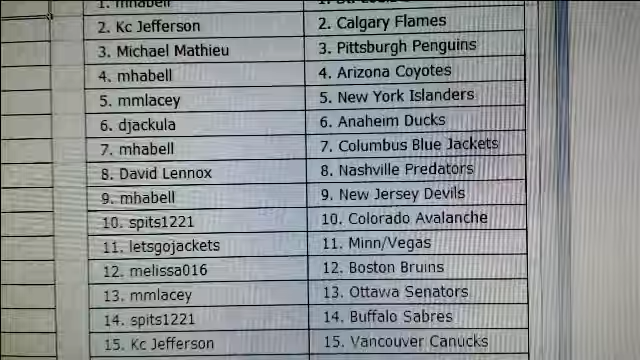 1. mhabell 1.
2. Kc Jefferson 2. Calgary Flames
3. Michael Mathieu 3. Pittsburgh Penguins
4. mhabell 4. Arizona Coyotes
5. mmlacey 5. New York Islanders
6. djackula 6. Anaheim Ducks
7. mhabell 7. Columbus Blue Jackets
8. David Lennox 8. Nashville Predators
9. mhabell 9. New Jersey Devils
10. spits1221 10. Colorado Avalanche
11. letsgojackets 11. Minn/Vegas
12. melissa016 12. Boston Bruins
13. mmlacey 13. Ottawa Senators
14. spits1221 14. Buffalo Sabres
15. Kc Jefferson 15. Vancouver Canucks